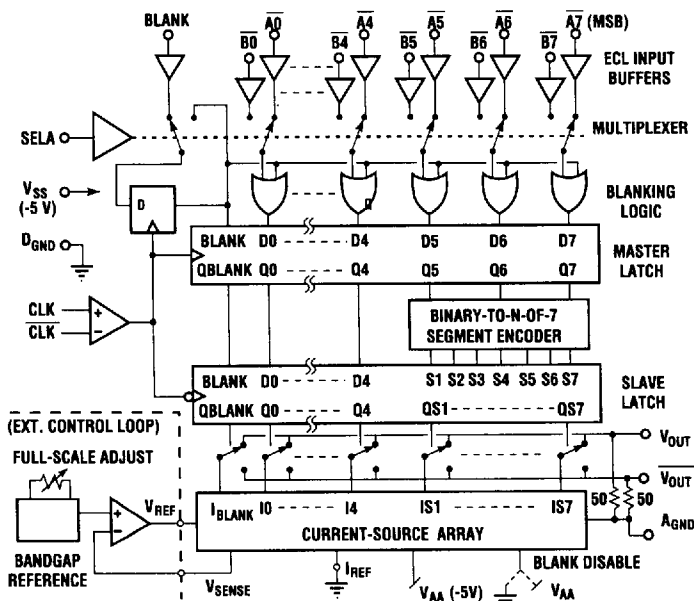 BLANK A0 A4 A5 A6 A7 (MSB)
B0 B4 B5 B6 B7
ECL INPUT
BUFFERS
SELA
MULTIPLEXER
VSS
(-5 V)
D
BLANKING
LOGIC
DGND
BLANK D0 D4 D5 D6 D7
QBLANK Q0 Q4 Q5 Q6 Q7
MASTER
LATCH
CLK
CLK
BINARY-TO-N-OF-7
SEGMENT ENCODER
BLANK D0 D4 S1 S2 S3 S4 S5 S6 S7
QBLANK Q0 Q4 QS1 QS7
SLAVE
LATCH
(EXT. CONTROL LOOP)
FULL-SCALE ADJUST
VOUT
VOUT
50 50
AGND
VREF
BANDGAP
REFERENCE
IBLANK I0 I4 IS1 IS7
CURRENT-SOURCE ARRAY
BLANK DISABLE
VSENSE
IREF
VAA (-5V)
VAA